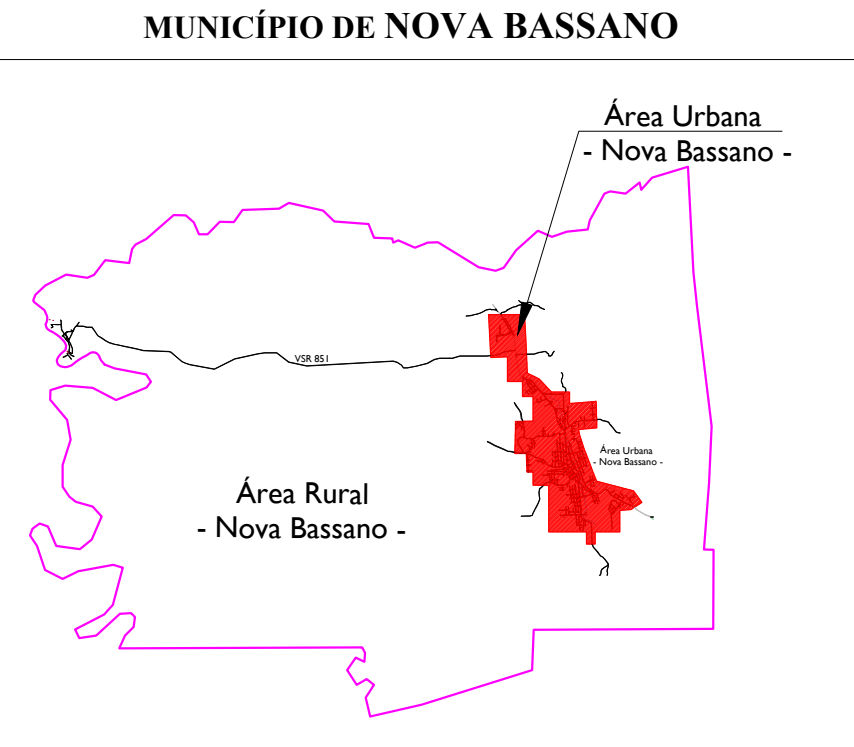 MUNICÍPIO DE NOVA BASSANO
Área Urbana
- Nova Bassano -
VSR 851
Área Urbana
- Nova Bassano -
Área Rural
- Nova Bassano -